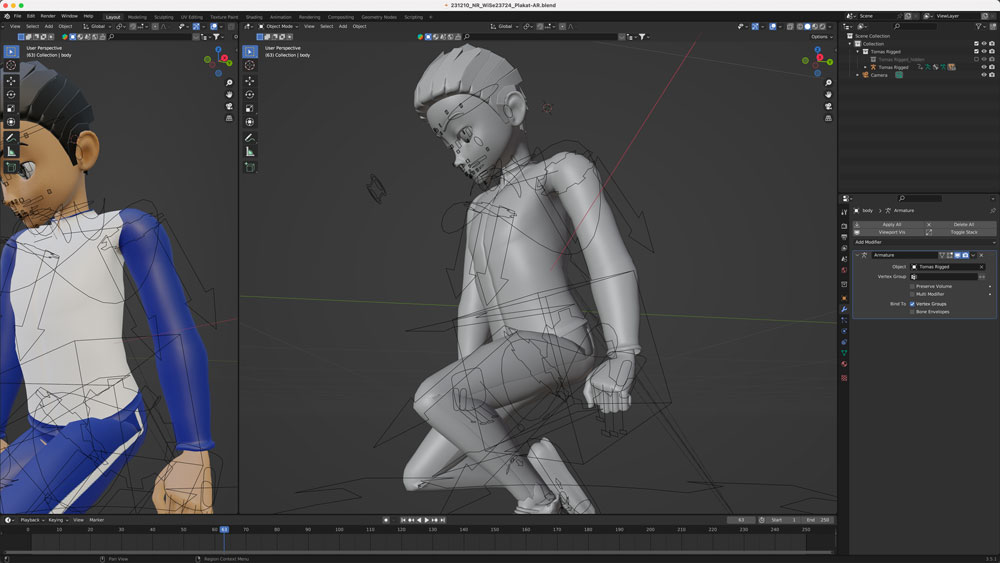 231210_NR_WiBe23724_Plakat-AR.blend
File Edit Render Window Help Layout Modeling Sculpting UV Editing Texture Paint Shading Animation Rendering Compositing Geometry Nodes Scripting
Scene ViewLayer
View Select Add Object Global
Object Mode View Select Add Object Global
Options
User Perspective
(63) Collection | body
User Perspective
(63) Collection | body
Scene Collection
Collection
Tomas Rigged
Tomas Rigged_hidden
Tomas Rigged
Camera
body > Armature
Apply All Delete All
Viewport Vis Toggle Stack
Add Modifier
Armature
Object Tomas Rigged
Vertex Group
Preserve Volume
Multi Modifier
Bind To Vertex Groups
Bone Envelopes
Playback Keying View Marker
63 Start 1 End 250
0 10 20 30 40 50 60 63 70 80 90 100 110 120 130 140 150 160 170 180 190 200 210 220 230 240 250
Pan View Region Context Menu
3.5.1